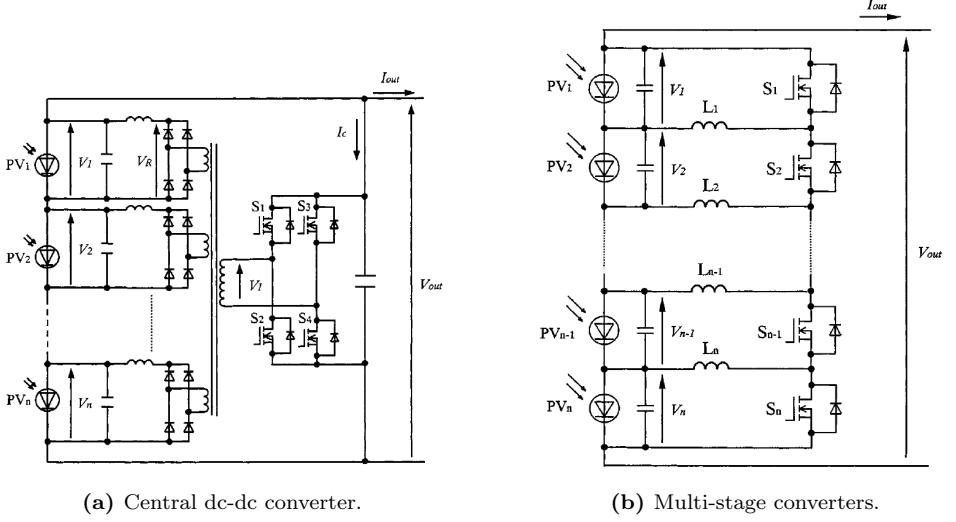 Iout
Ic
PV1
V1
VR
S1
S3
PV2
V2
VI
Vout
S2
S4
PVn
Vn
(a) Central dc-dc converter.
Iout
PV1
V1
S1
L1
PV2
V2
S2
L2
Vout
Ln-1
PVn-1
Vn-1
Sn-1
Ln
PVn
Vn
Sn
(b) Multi-stage converters.